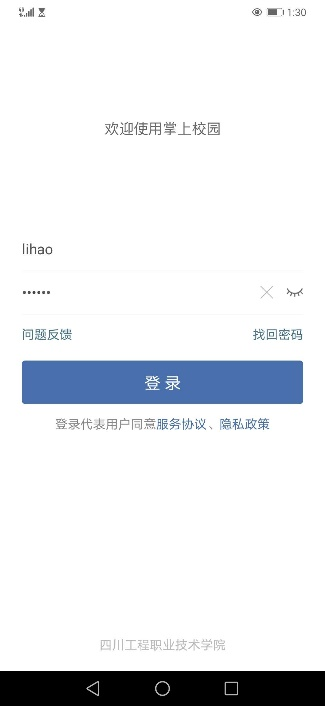 1:30
欢迎使用掌上校园
lihao
••••••
问题反馈 找回密码
登 录
登录代表用户同意服务协议、隐私政策
四川工程职业技术学院